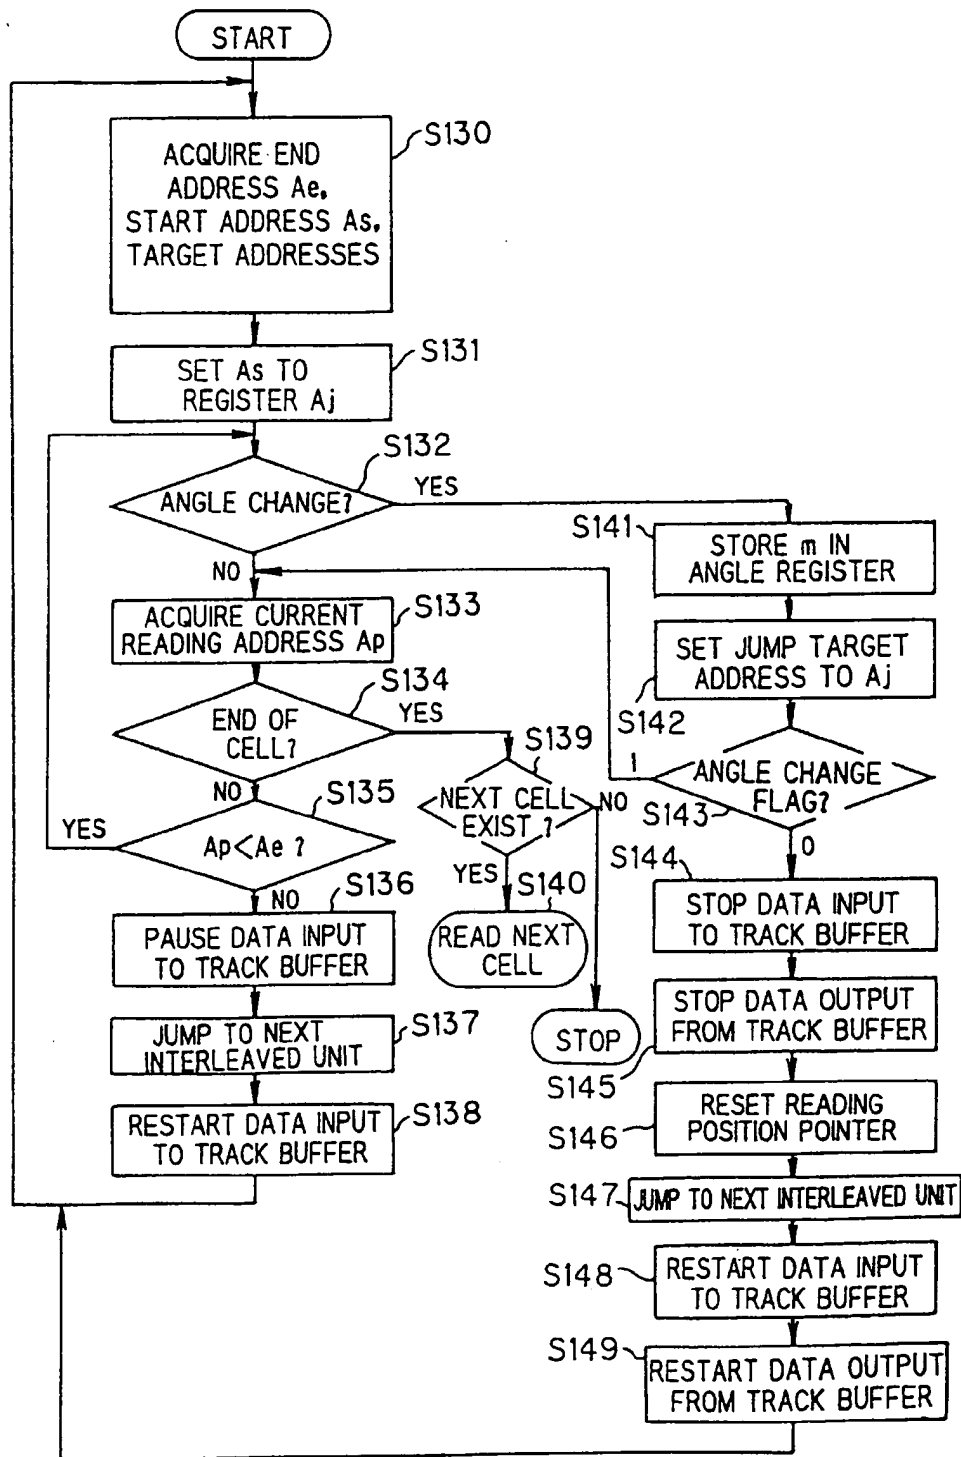 START
S130
ACQUIRE END
ADDRESS Ae,
START ADDRESS As,
TARGET ADDRESSES
S131
SET As TO
REGISTER Aj
S132
ANGLE CHANGE?
YES
NO
S133
ACQUIRE CURRENT
READING ADDRESS Ap
S134
END OF
CELL?
YES
NO
S135
Ap<Ae ?
YES
NO
S136
PAUSE DATA INPUT
TO TRACK BUFFER
S137
JUMP TO NEXT
INTERLEAVED UNIT
S138
RESTART DATA INPUT
TO TRACK BUFFER
S139
NEXT CELL
EXIST ?
NO
YES
S140
READ NEXT
CELL
STOP
S141
STORE m IN
ANGLE REGISTER
SET JUMP TARGET
ADDRESS TO Aj
S142
1
ANGLE CHANGE
FLAG?
S143
0
S144
STOP DATA INPUT
TO TRACK BUFFER
STOP DATA OUTPUT
FROM TRACK BUFFER
S145
RESET READING
POSITION POINTER
S146
S147
JUMP TO NEXT INTERLEAVED UNIT
S148
RESTART DATA INPUT
TO TRACK BUFFER
S149
RESTART DATA OUTPUT
FROM TRACK BUFFER